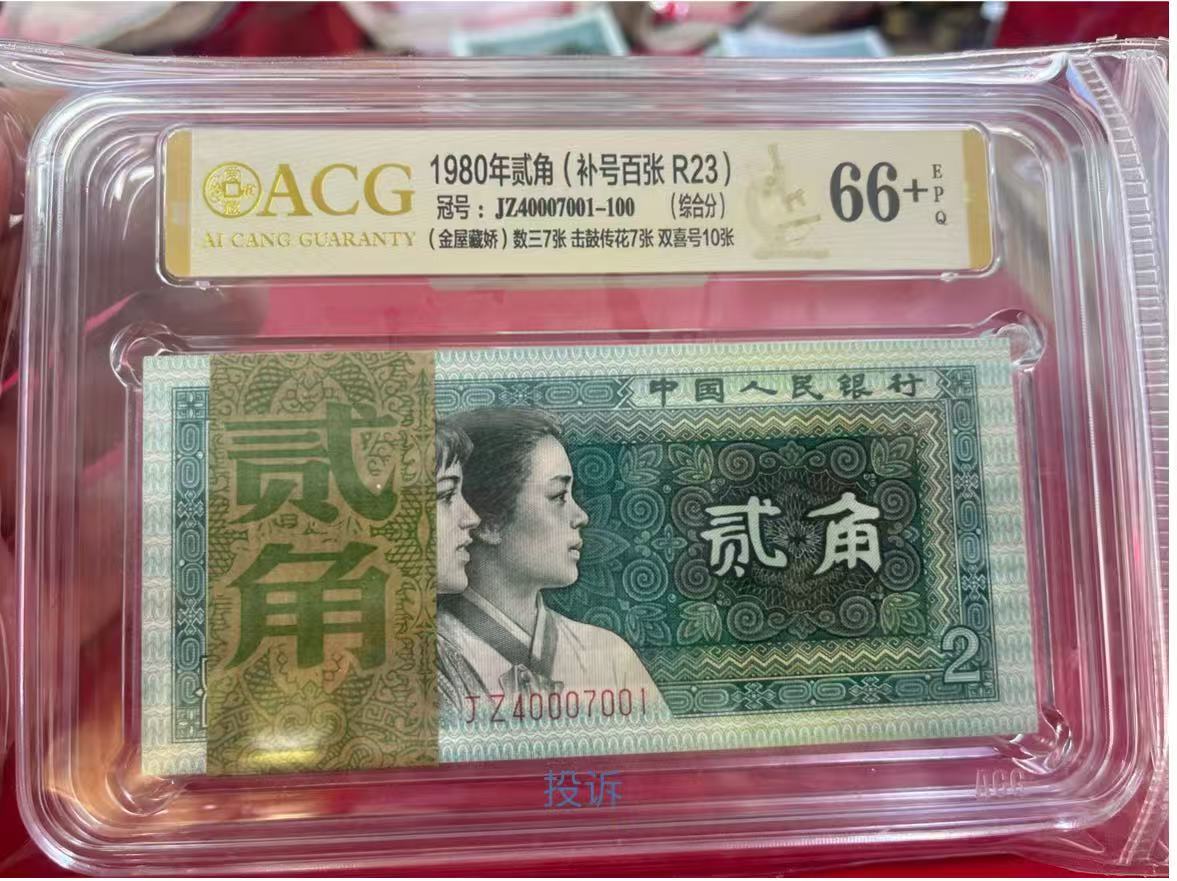 ACG
AI CANG GUARANTY
1980年贰角（补号百张 R23）
冠号：JZ40007001-100 （综合分）
（金屋藏娇）数三7张 击鼓传花7张 双喜号10张
66+
EPQ
中国人民银行
贰角
贰角
2
JZ40007001
投诉
ACG